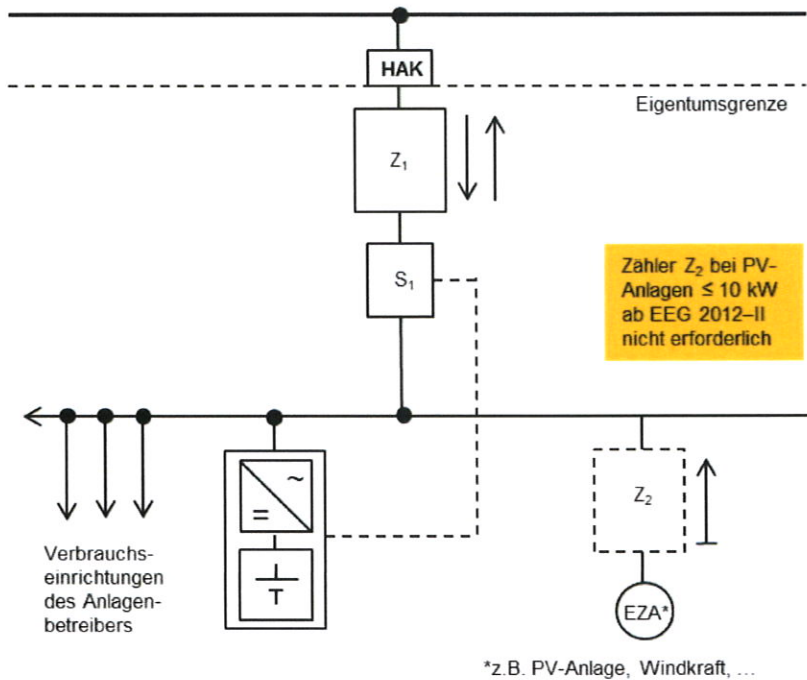 HAK
Eigentumsgrenze
Z₁
S₁
Zähler Z₂ bei PV-
Anlagen ≤ 10 kW
ab EEG 2012–II
nicht erforderlich
~
=
Z₂
Verbrauchs-
einrichtungen
des Anlagen-
betreibers
EZA*
*z.B. PV-Anlage, Windkraft, …